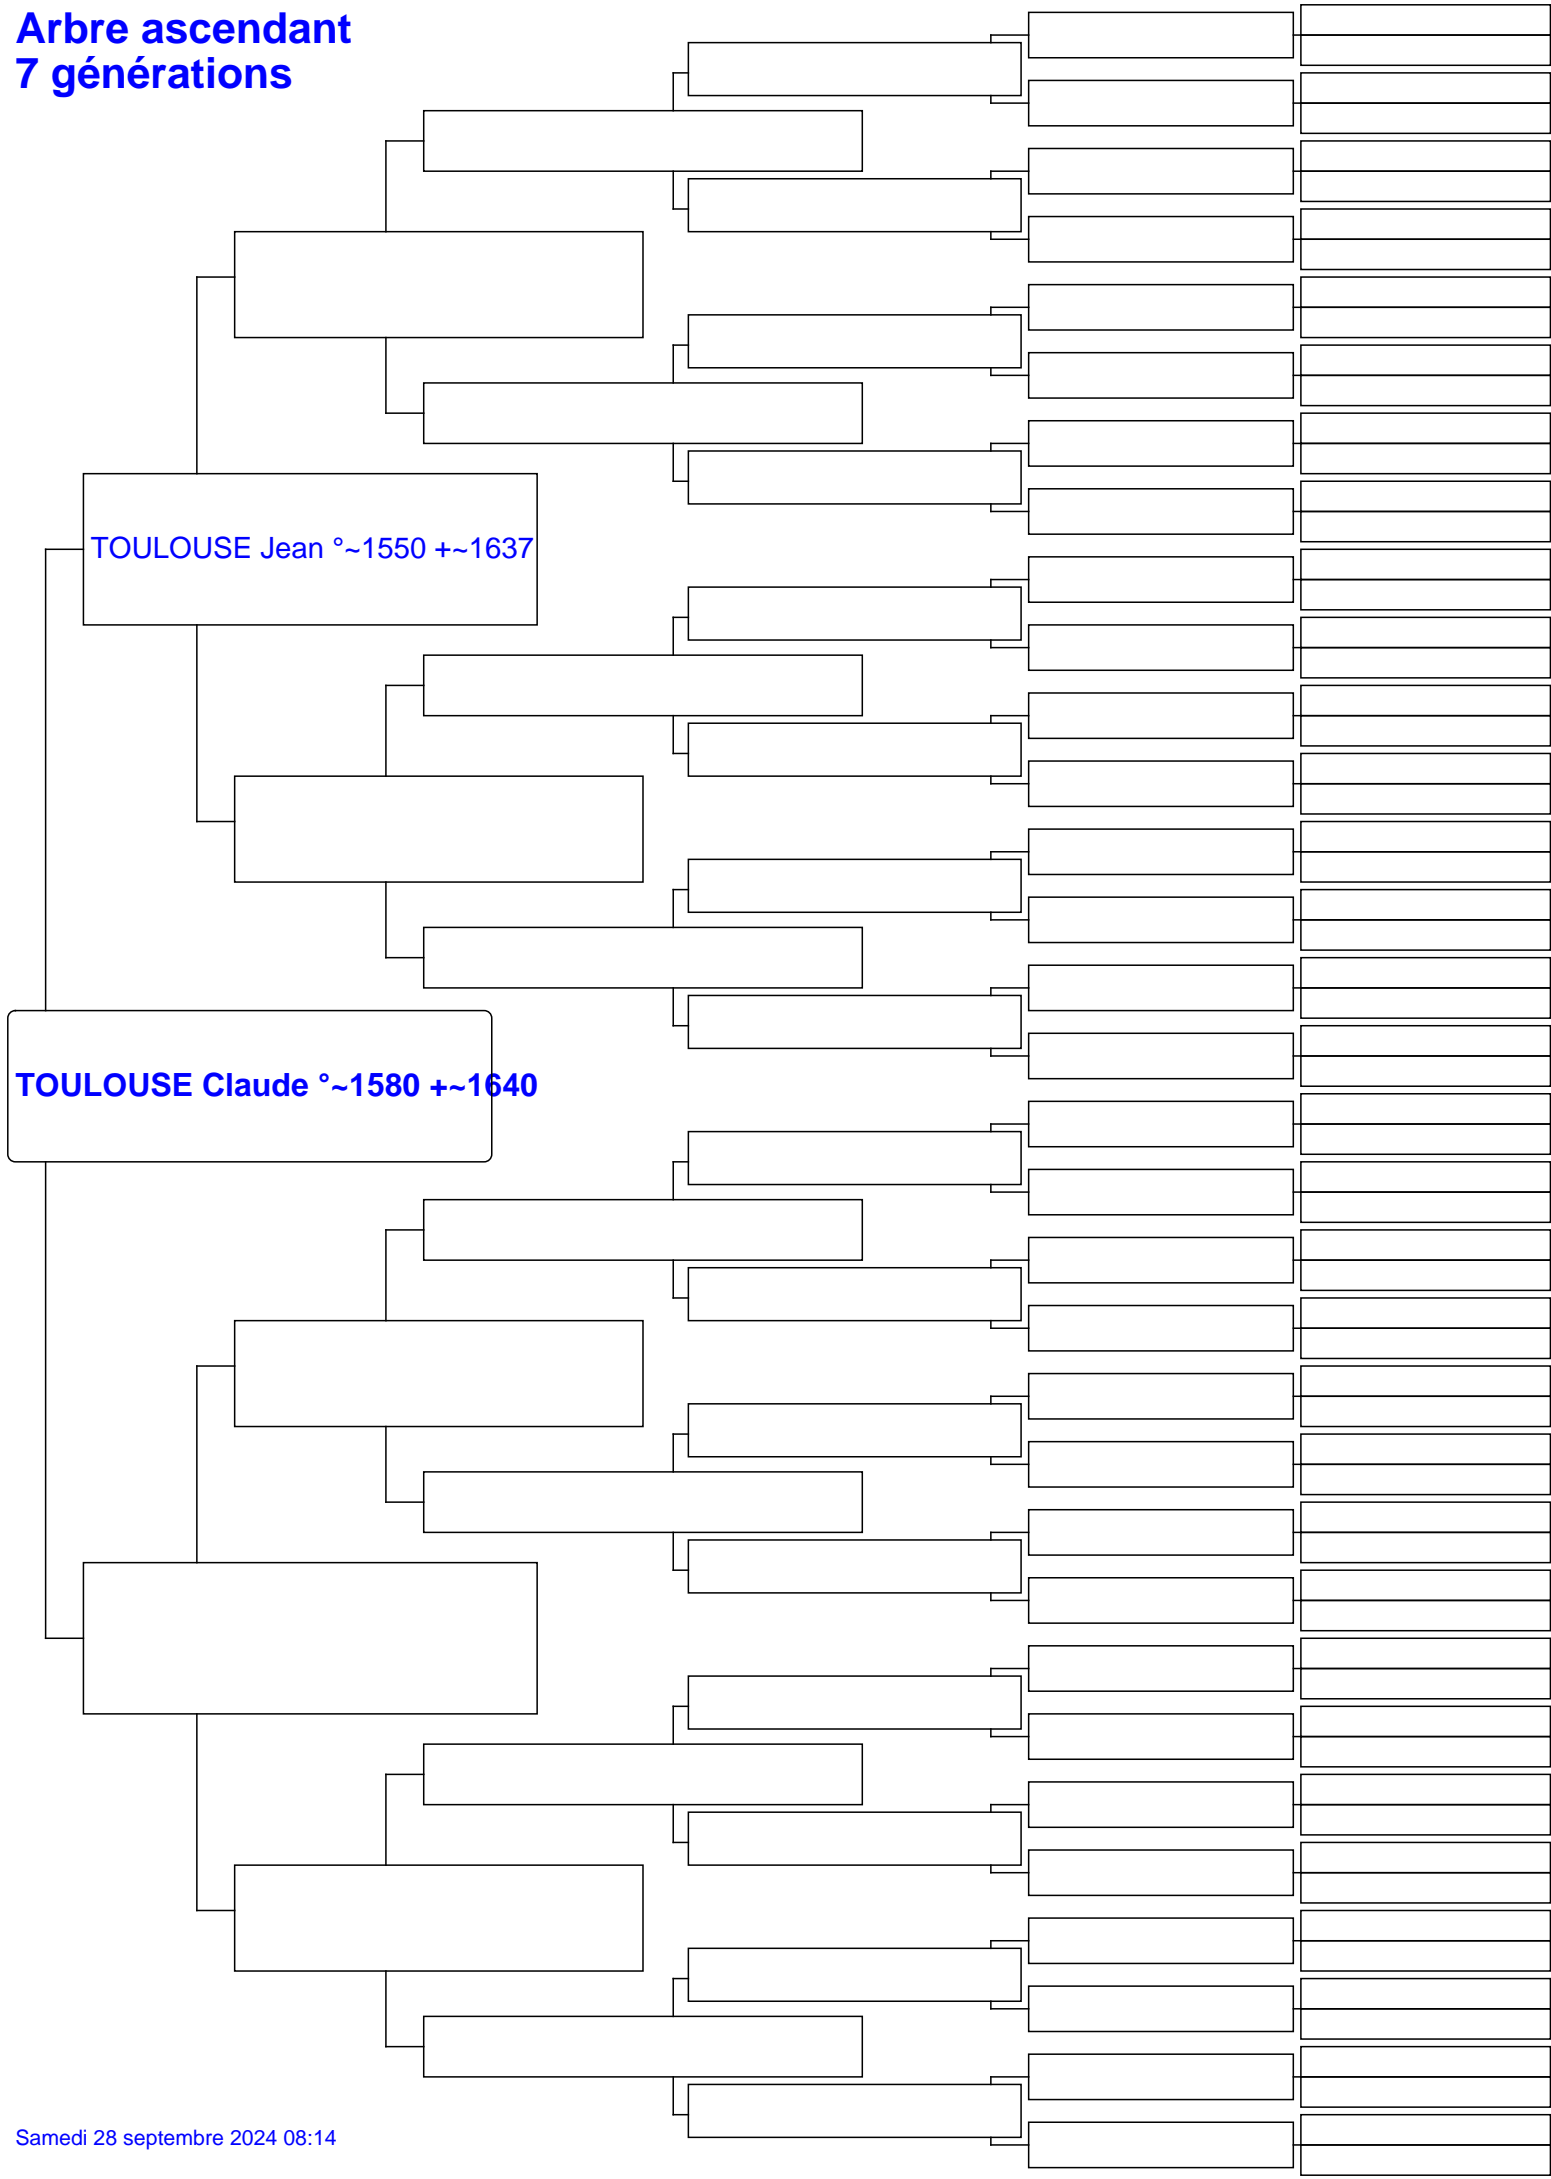 Arbre ascendant
7 générations
TOULOUSE Jean °~1550 +~1637
TOULOUSE Claude °~1580 +~1640
Samedi 28 septembre 2024 08:14